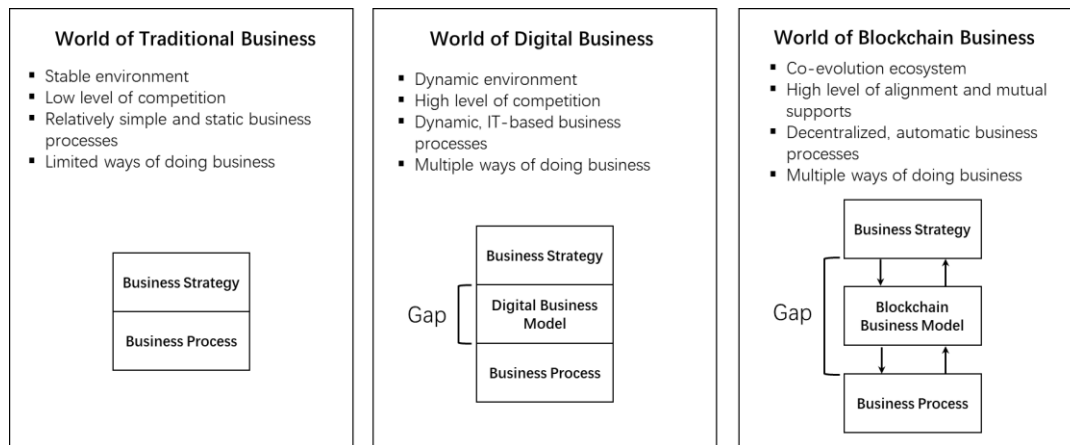 World of Traditional Business
▪ Stable environment
▪ Low level of competition
▪ Relatively simple and static business
processes
▪ Limited ways of doing business
Business Strategy
Business Process
World of Digital Business
▪ Dynamic environment
▪ High level of competition
▪ Dynamic, IT-based business
processes
▪ Multiple ways of doing business
Business Strategy
Gap
Digital Business
Model
Business Process
World of Blockchain Business
▪ Co-evolution ecosystem
▪ High level of alignment and mutual
supports
▪ Decentralized, automatic business
processes
▪ Multiple ways of doing business
Business Strategy
Gap
Blockchain
Business Model
Business Process